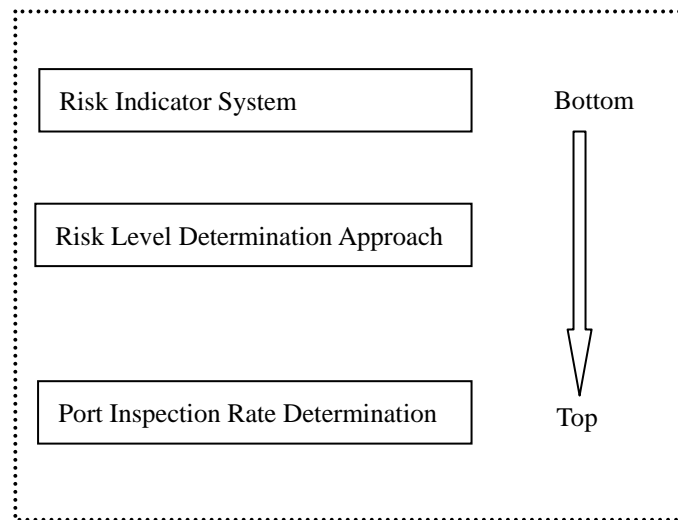 Risk Indicator System
Bottom
Risk Level Determination Approach
Port Inspection Rate Determination
Top